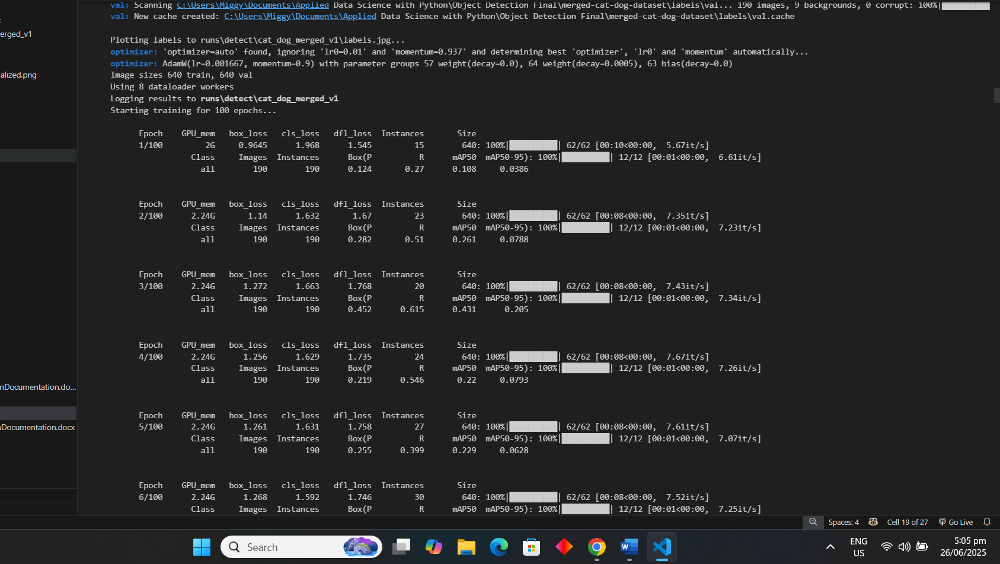 val: Scanning C:\Users\Miggy\Documents\Applied Data Science with Python\Object Detection Final\merged-cat-dog-dataset\labels\val... 190 images, 9 backgrounds, 0 corrupt: 100%|██████████
val: New cache created: C:\Users\Miggy\Documents\Applied Data Science with Python\Object Detection Final\merged-cat-dog-dataset\labels\val.cache
erged_v1
Plotting labels to runs\detect\cat_dog_merged_v1\labels.jpg...
optimizer: 'optimizer=auto' found, ignoring 'lr0=0.01' and 'momentum=0.937' and determining best 'optimizer', 'lr0' and 'momentum' automatically...
optimizer: AdamW(lr=0.001667, momentum=0.9) with parameter groups 57 weight(decay=0.0), 64 weight(decay=0.0005), 63 bias(decay=0.0)
alized.png
Image sizes 640 train, 640 val
Using 8 dataloader workers
Logging results to runs\detect\cat_dog_merged_v1
Starting training for 100 epochs...
Epoch GPU_mem box_loss cls_loss dfl_loss Instances Size
1/100 2G 0.9645 1.968 1.545 15 640: 100%|██████████| 62/62 [00:10<00:00, 5.67it/s]
Class Images Instances Box(P R mAP50 mAP50-95): 100%|██████████| 12/12 [00:01<00:00, 6.61it/s]
all 190 190 0.124 0.27 0.108 0.0386
Epoch GPU_mem box_loss cls_loss dfl_loss Instances Size
2/100 2.24G 1.14 1.632 1.67 23 640: 100%|██████████| 62/62 [00:08<00:00, 7.35it/s]
Class Images Instances Box(P R mAP50 mAP50-95): 100%|██████████| 12/12 [00:01<00:00, 7.23it/s]
all 190 190 0.282 0.51 0.261 0.0788
Epoch GPU_mem box_loss cls_loss dfl_loss Instances Size
3/100 2.24G 1.272 1.663 1.768 20 640: 100%|██████████| 62/62 [00:08<00:00, 7.43it/s]
Class Images Instances Box(P R mAP50 mAP50-95): 100%|██████████| 12/12 [00:01<00:00, 7.34it/s]
all 190 190 0.452 0.615 0.431 0.205
Epoch GPU_mem box_loss cls_loss dfl_loss Instances Size
4/100 2.24G 1.256 1.629 1.735 24 640: 100%|██████████| 62/62 [00:08<00:00, 7.67it/s]
Class Images Instances Box(P R mAP50 mAP50-95): 100%|██████████| 12/12 [00:01<00:00, 7.26it/s]
all 190 190 0.219 0.546 0.22 0.0793
nDocumentation.do...
Epoch GPU_mem box_loss cls_loss dfl_loss Instances Size
5/100 2.24G 1.261 1.631 1.758 27 640: 100%|██████████| 62/62 [00:08<00:00, 7.61it/s]
nDocumentation.docx
Class Images Instances Box(P R mAP50 mAP50-95): 100%|██████████| 12/12 [00:01<00:00, 7.07it/s]
all 190 190 0.255 0.399 0.229 0.0628
Epoch GPU_mem box_loss cls_loss dfl_loss Instances Size
6/100 2.24G 1.268 1.592 1.746 30 640: 100%|██████████| 62/62 [00:08<00:00, 7.52it/s]
Class Images Instances Box(P R mAP50 mAP50-95): 100%|██████████| 12/12 [00:01<00:00, 7.25it/s]
Spaces: 4 Cell 19 of 27 Go Live
Search
ENG
US
5:05 pm
26/06/2025